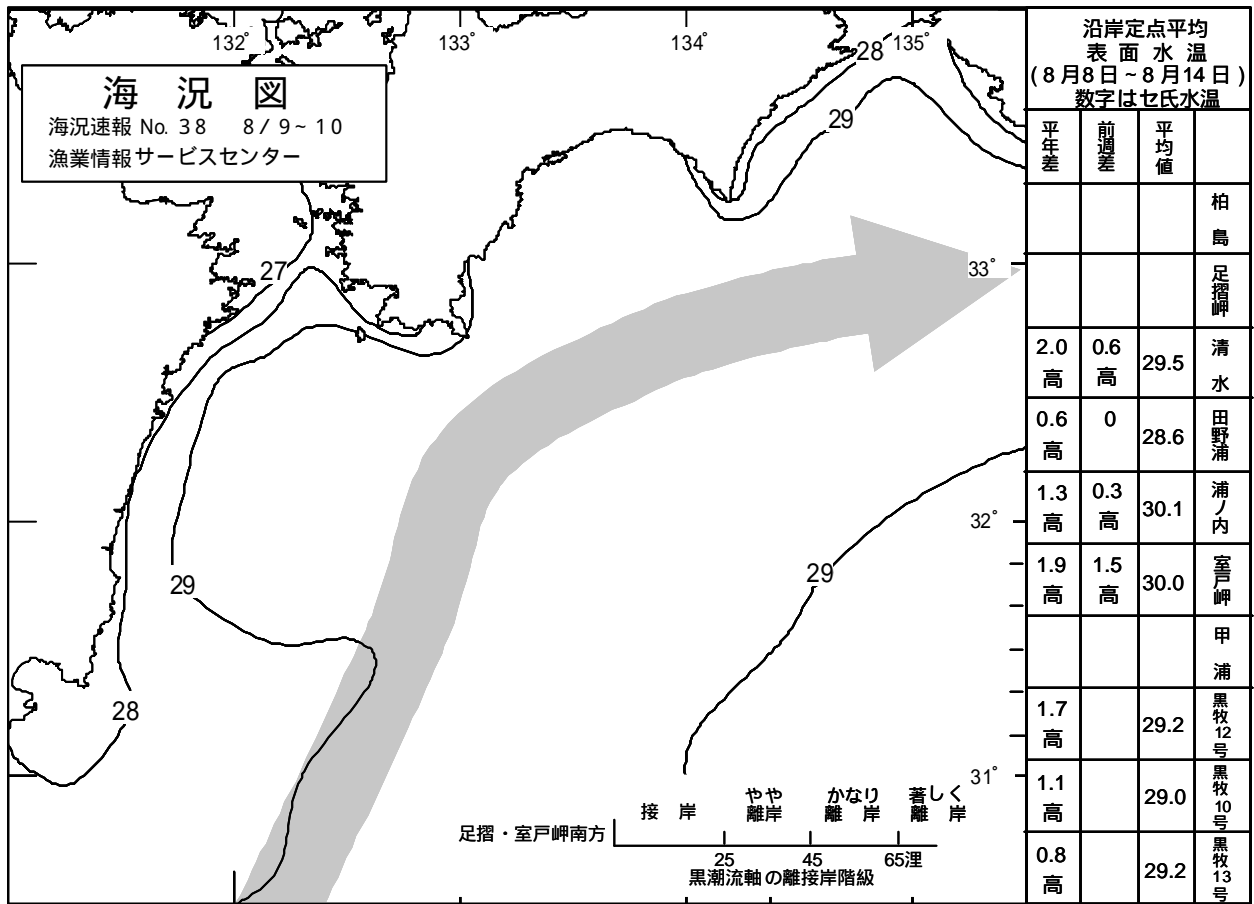 132°
133°
134°
135°
海 況 図
海況速報 No. 38 8/9~10
漁業情報サービスセンター
28
29
27
33°
32°
29
29
28
31°
接 岸
やや
離岸
かなり
離 岸
著しく
離 岸
足摺・室戸岬南方
25 45 65浬
黒潮流軸の離接岸階級
沿岸定点平均
表 面 水 温
(8月8日~8月14日)
数字はセ氏水温
平年差 前週差 平均値
柏 島
足摺岬
2.0高 0.6高 29.5 清 水
0.6高 0 28.6 田野浦
1.3高 0.3高 30.1 浦ノ内
1.9高 1.5高 30.0 室戸岬
甲 浦
1.7高 29.2 黒牧12号
1.1高 29.0 黒牧10号
0.8高 29.2 黒牧13号